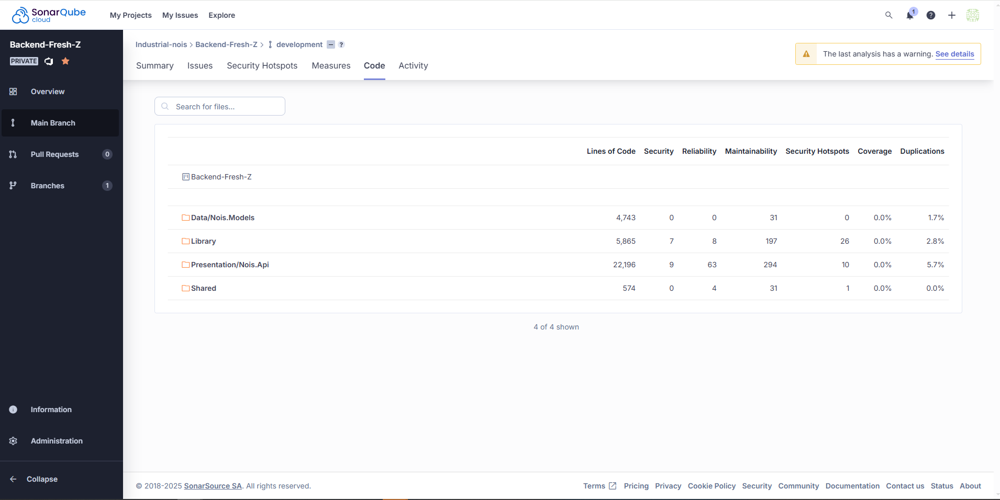 SonarQube cloud My Projects My Issues Explore 1
Backend-Fresh-Z
PRIVATE
Overview
Main Branch
Pull Requests 0
Branches 1
Information
Administration
Collapse
Industrial-nois > Backend-Fresh-Z > development ?
The last analysis has a warning. See details
Summary Issues Security Hotspots Measures Code Activity
Search for files...
Lines of Code Security Reliability Maintainability Security Hotspots Coverage Duplications
Backend-Fresh-Z
Data/Nois.Models 4,743 0 0 31 0 0.0% 1.7%
Library 5,865 7 8 197 26 0.0% 2.8%
Presentation/Nois.Api 22,196 9 63 294 10 0.0% 5.7%
Shared 574 0 4 31 1 0.0% 0.0%
4 of 4 shown
© 2018-2025 SonarSource SA. All rights reserved. Terms Pricing Privacy Cookie Policy Security Community Documentation Contact us Status About